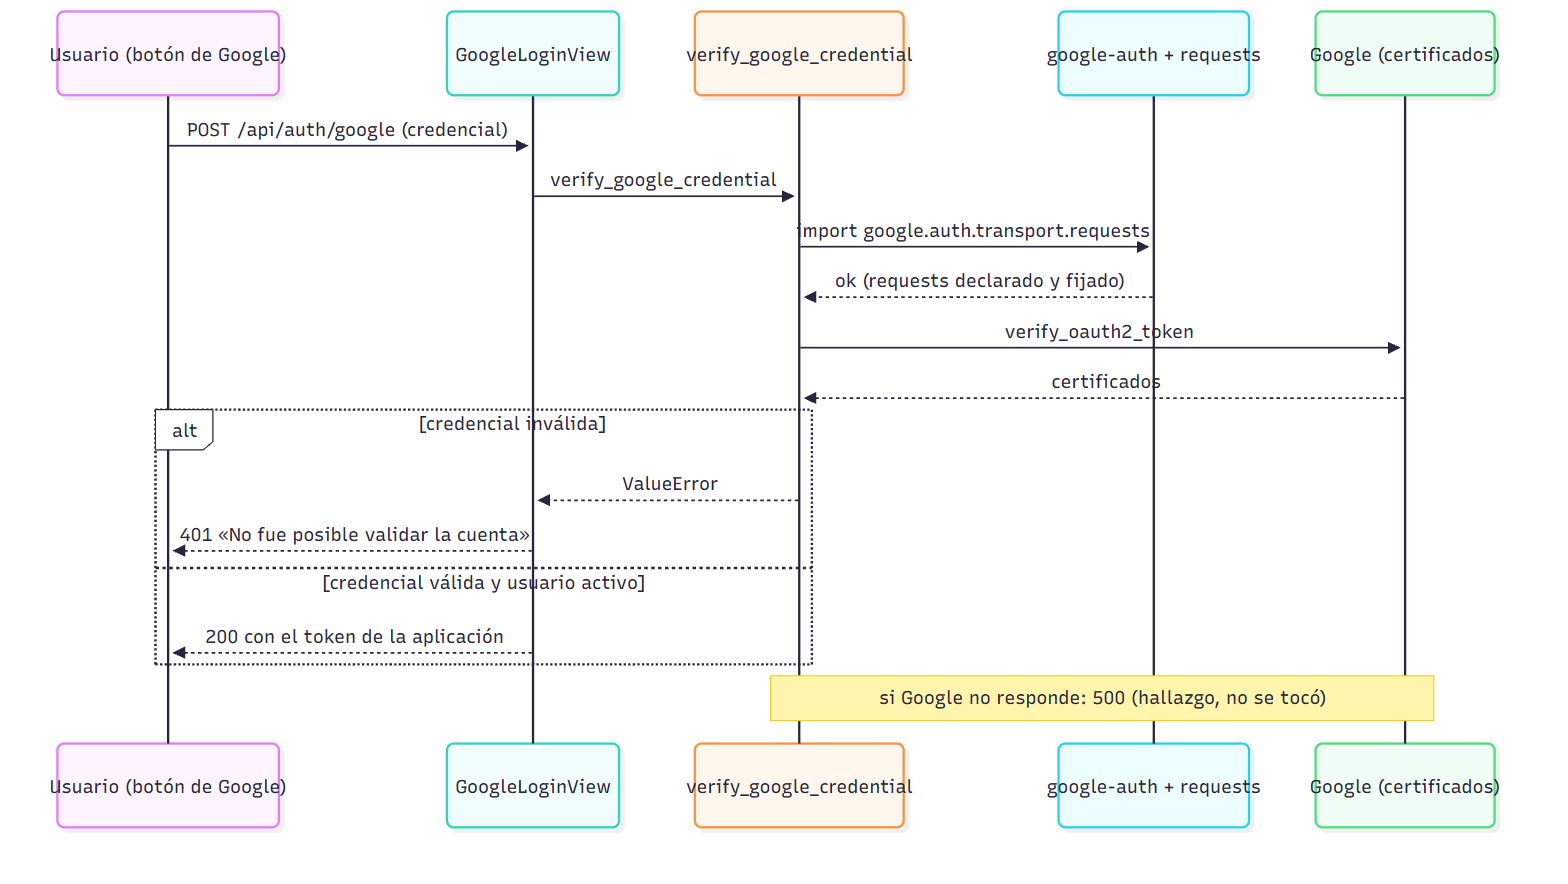 Usuario (botón de Google)
GoogleLoginView
verify_google_credential
google-auth + requests
Google (certificados)
POST /api/auth/google (credencial)
verify_google_credential
import google.auth.transport.requests
ok (requests declarado y fijado)
verify_oauth2_token
certificados
alt
[credencial inválida]
ValueError
401 «No fue posible validar la cuenta»
[credencial válida y usuario activo]
200 con el token de la aplicación
si Google no responde: 500 (hallazgo, no se tocó)
Usuario (botón de Google)
GoogleLoginView
verify_google_credential
google-auth + requests
Google (certificados)